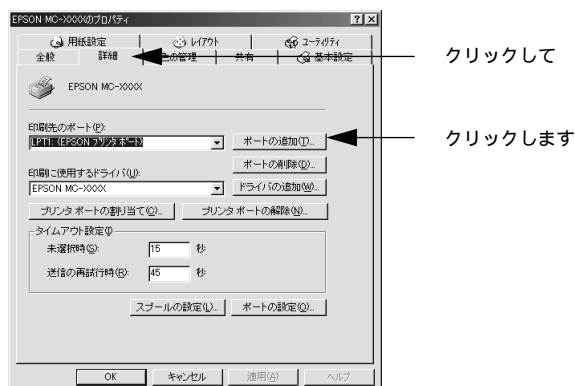 EPSON MC-XXXXのプロパティ
用紙設定 レイアウト ユーティリティ
全般 詳細 色の管理 共有 基本設定
クリックして
EPSON MC-XXXX
印刷先のポート(P):
LPT1: (EPSON プリンタ ポート) ポートの追加(T)...
クリックします
ポートの削除(D)...
印刷に使用するドライバ(U):
EPSON MC-XXXX ドライバの追加(W)...
プリンタ ポートの割り当て(C)... プリンタ ポートの解除(N)...
タイムアウト設定
未選択時(S): 15 秒
送信の再試行時(R): 45 秒
スプールの設定(L)... ポートの設定(O)...
OK キャンセル 適用(A) ヘルプ